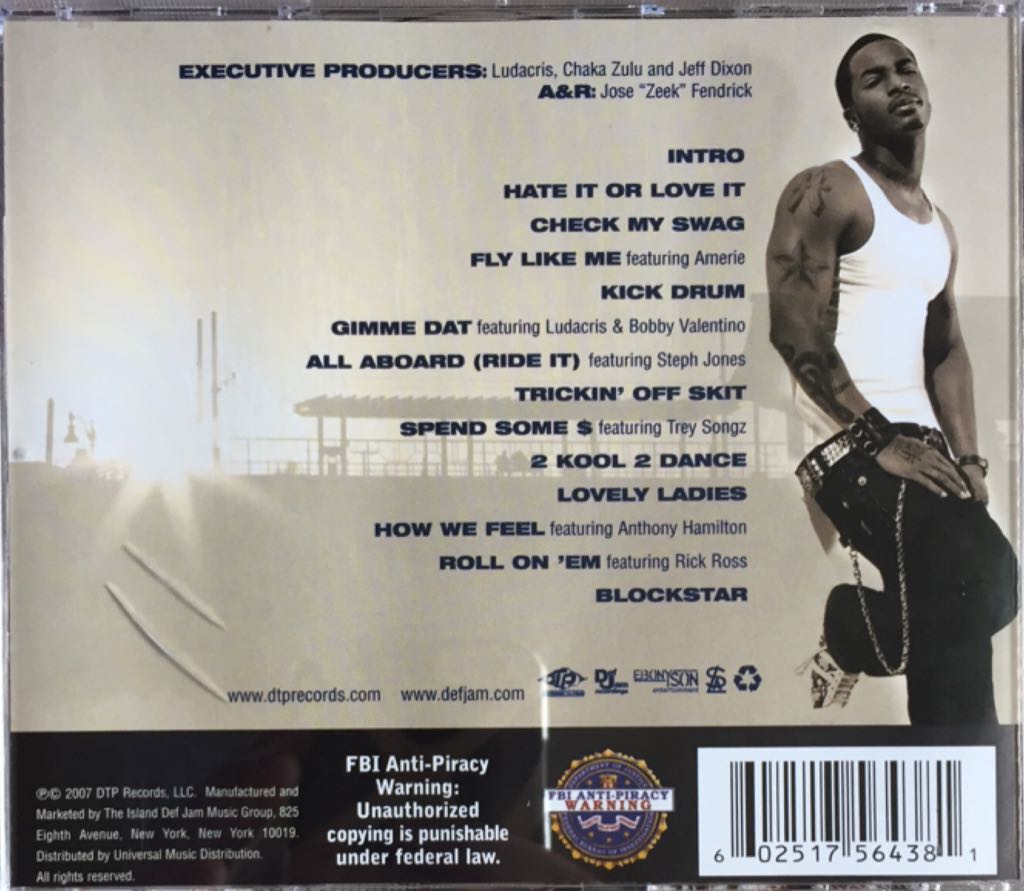 EXECUTIVE PRODUCERS: Ludacris, Chaka Zulu and Jeff Dixon
A&R: Jose "Zeek" Fendrick
INTRO
HATE IT OR LOVE IT
CHECK MY SWAG
FLY LIKE ME featuring Amerie
KICK DRUM
GIMME DAT featuring Ludacris & Bobby Valentino
ALL ABOARD (RIDE IT) featuring Steph Jones
TRICKIN' OFF SKIT
SPEND SOME $ featuring Trey Songz
2 KOOL 2 DANCE
LOVELY LADIES
HOW WE FEEL featuring Anthony Hamilton
ROLL ON 'EM featuring Rick Ross
BLOCKSTAR
www.dtprecords.com www.defjam.com DTP Def Jam EBONYSON
℗© 2007 DTP Records, LLC. Manufactured and
Marketed by The Island Def Jam Music Group, 825
Eighth Avenue, New York, New York 10019.
Distributed by Universal Music Distribution.
All rights reserved.
FBI Anti-Piracy
Warning:
Unauthorized
copying is punishable
under federal law.
FBI ANTI-PIRACY
WARNING
6 02517 56438 1